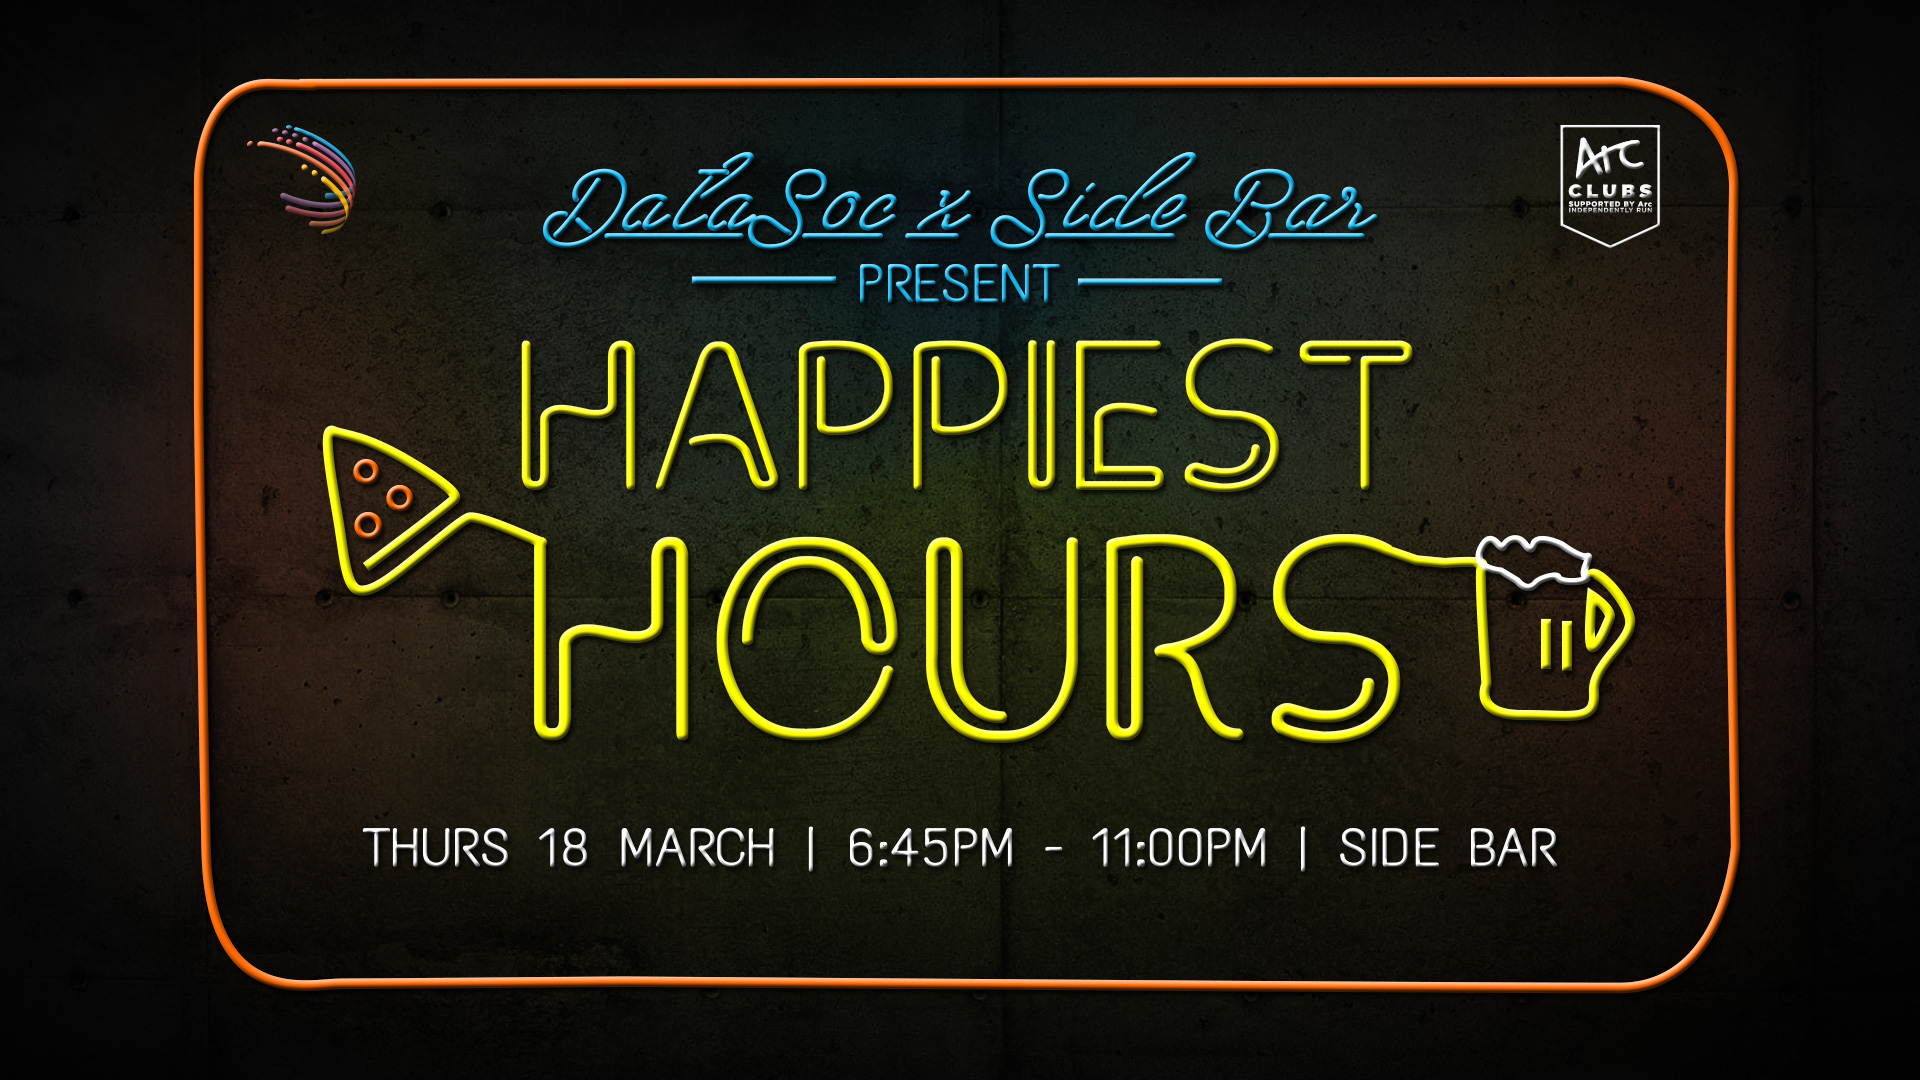 DataSoc x Side Bar
PRESENT
HAPPIEST
HOURS
THURS 18 MARCH | 6:45PM - 11:00PM | SIDE BAR
Arc
CLUBS
SUPPORTED BY Arc
INDEPENDENTLY RUN